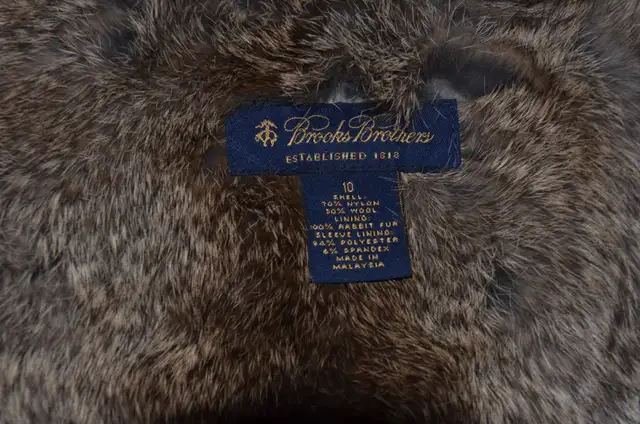 Brooks Brothers
ESTABLISHED 1818
10
SHELL:
70% NYLON
30% WOOL
LINING:
100% RABBIT FUR
SLEEVE LINING:
94% POLYESTER
6% SPANDEX
MADE IN
MALAYSIA